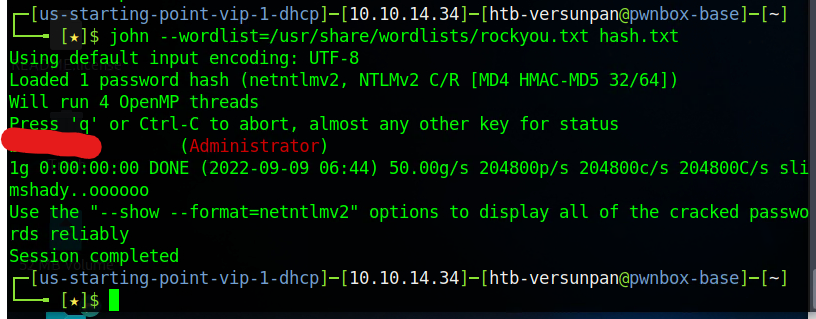 ┌─[us-starting-point-vip-1-dhcp]─[10.10.14.34]─[htb-versunpan@pwnbox-base]─[~]
└──╼ [★]$ john --wordlist=/usr/share/wordlists/rockyou.txt hash.txt
Using default input encoding: UTF-8
Loaded 1 password hash (netntlmv2, NTLMv2 C/R [MD4 HMAC-MD5 32/64])
Will run 4 OpenMP threads
Press 'q' or Ctrl-C to abort, almost any other key for status
(Administrator)
1g 0:00:00:00 DONE (2022-09-09 06:44) 50.00g/s 204800p/s 204800c/s 204800C/s sli
mshady..oooooo
Use the "--show --format=netntlmv2" options to display all of the cracked passwo
rds reliably
Session completed
┌─[us-starting-point-vip-1-dhcp]─[10.10.14.34]─[htb-versunpan@pwnbox-base]─[~]
└──╼ [★]$